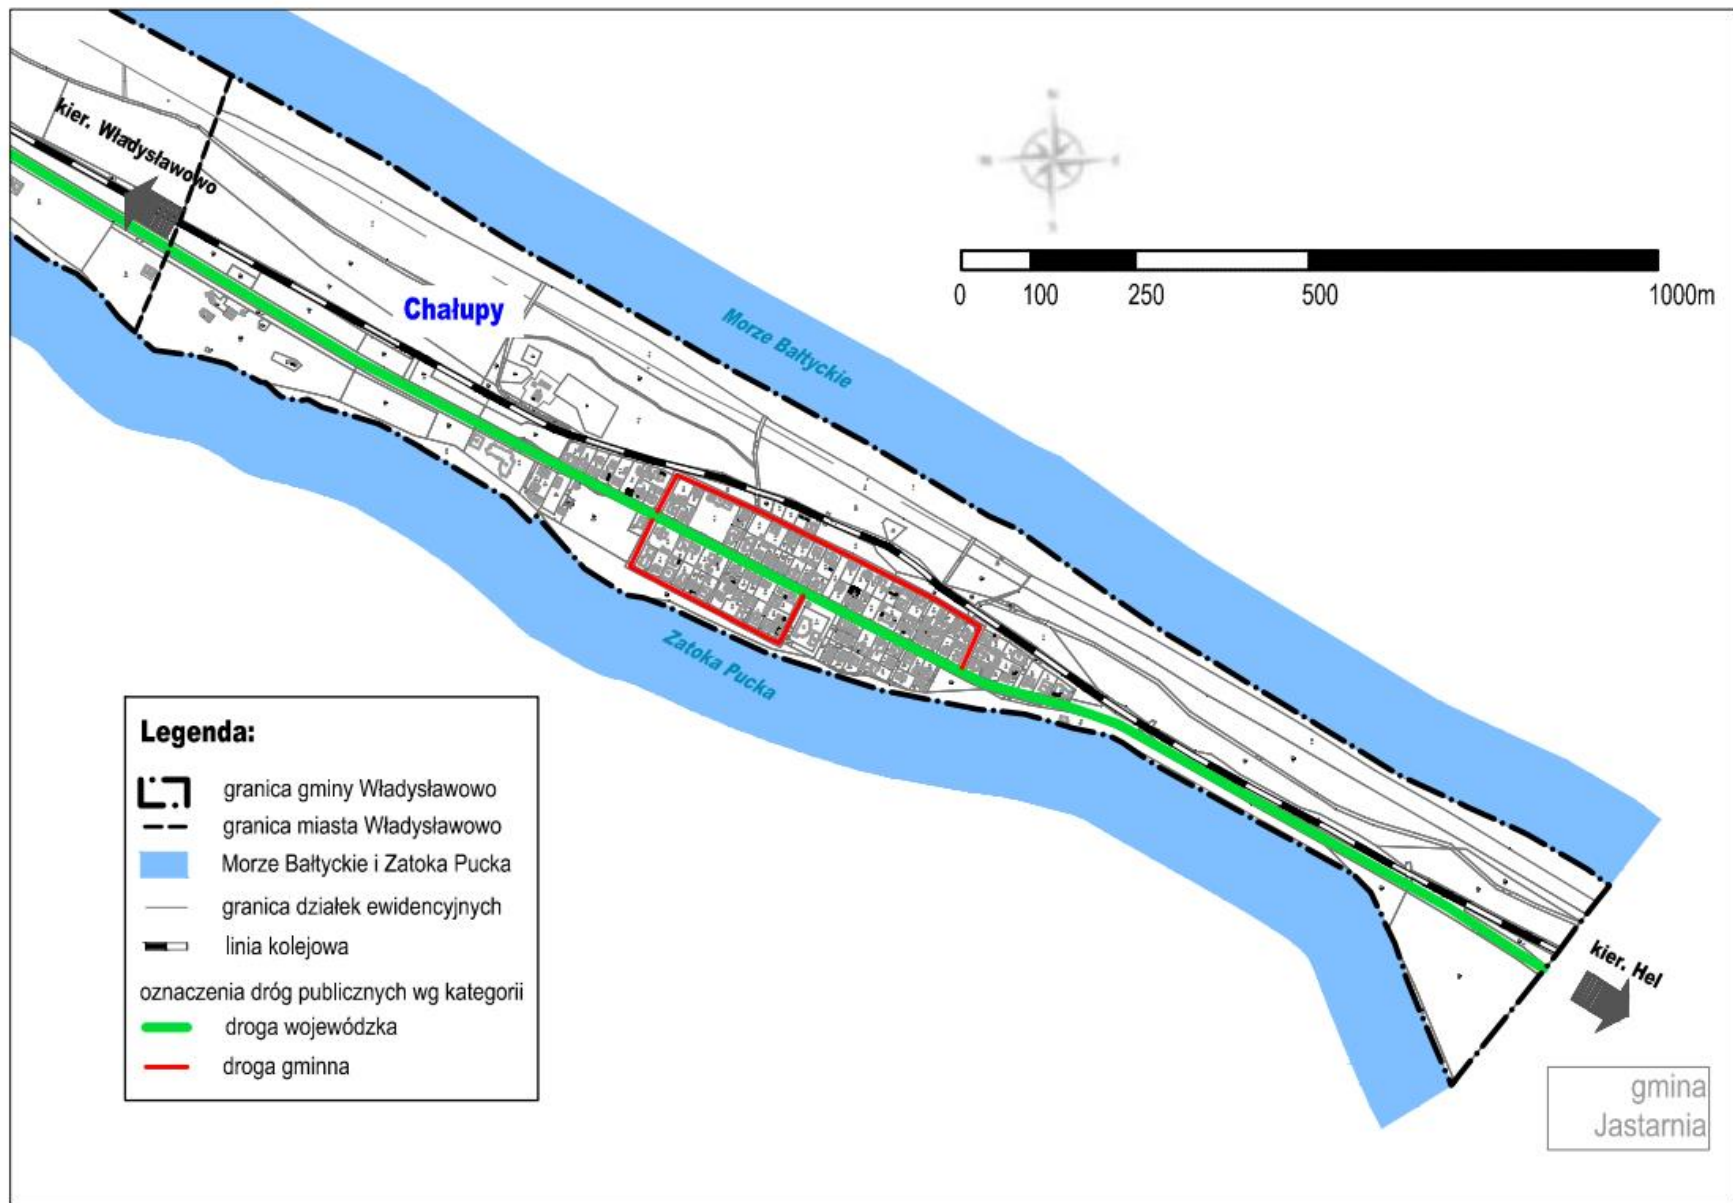 kier. Władysławowo
Chałupy
Morze Bałtyckie
0 100 250 500 1000m
Zatoka Pucka
Legenda:
granica gminy Władysławowo
granica miasta Władysławowo
Morze Bałtyckie i Zatoka Pucka
granica działek ewidencyjnych
linia kolejowa
oznaczenia dróg publicznych wg kategorii
droga wojewódzka
droga gminna
kier. Hel
gmina
Jastarnia